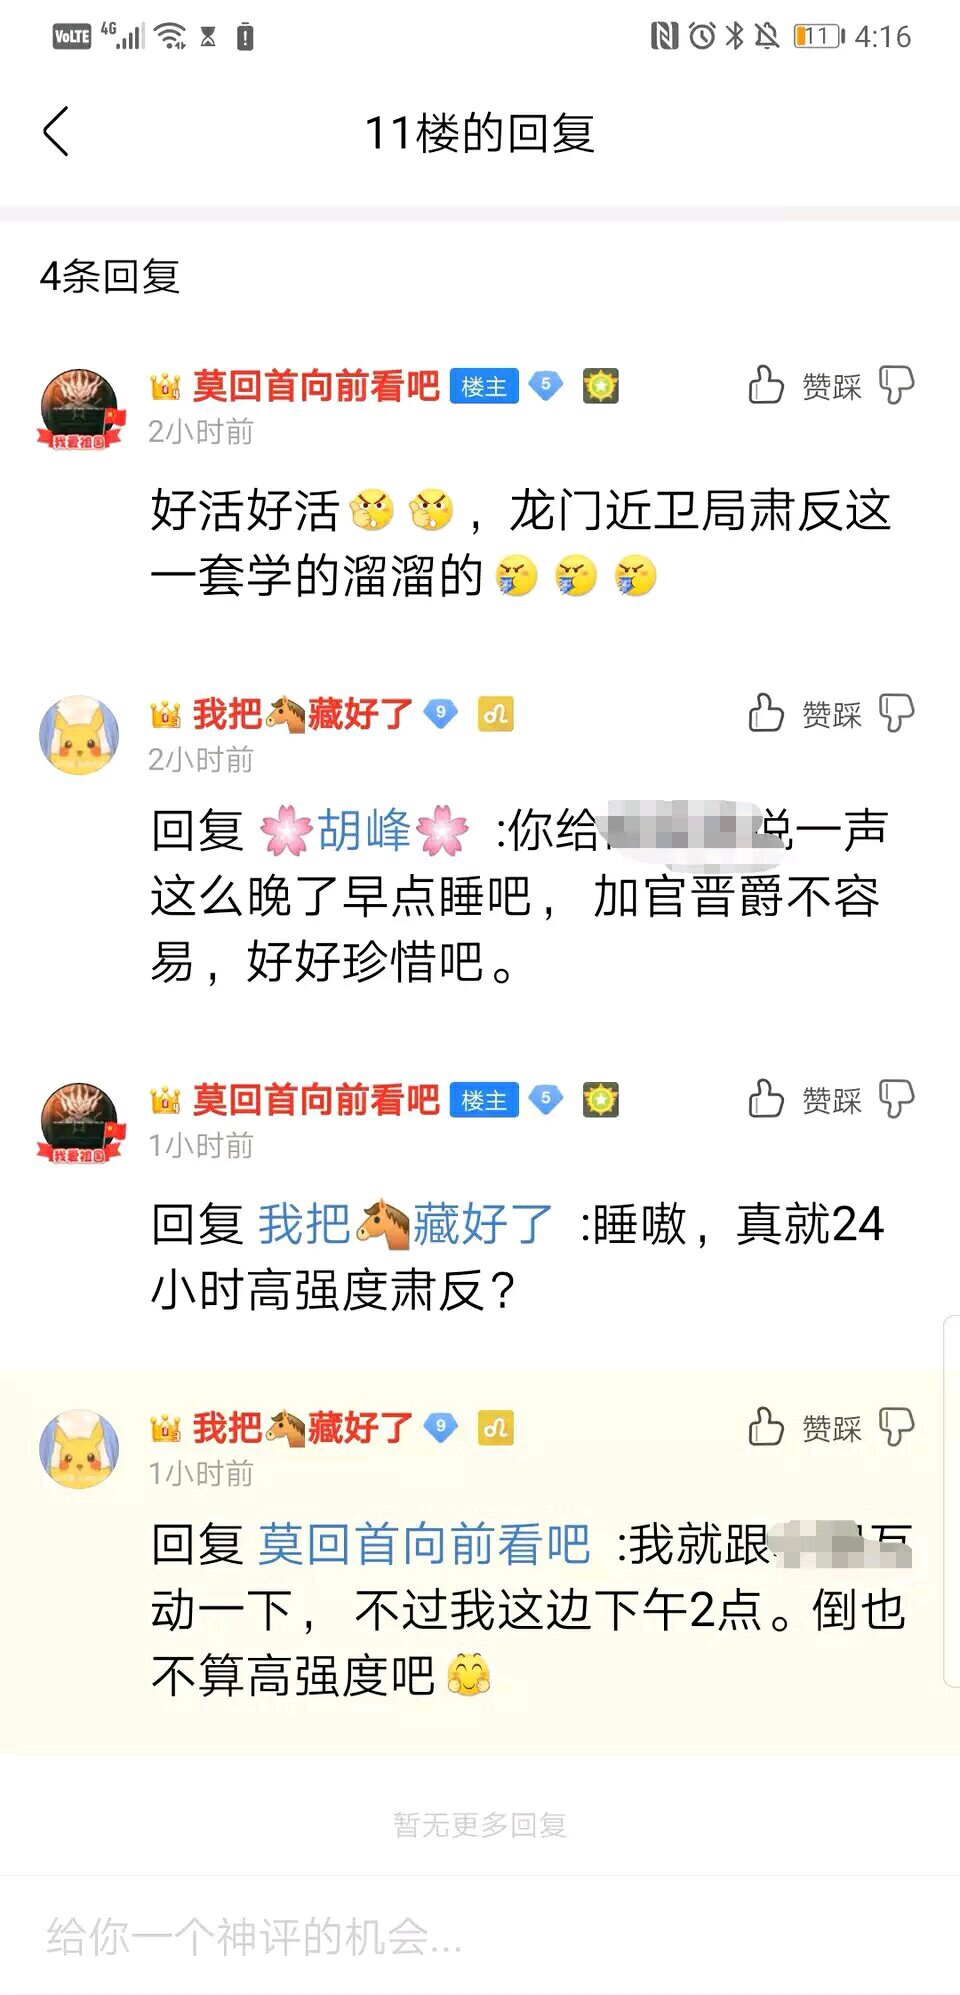 VoLTE 4G 11 4:16
11楼的回复
4条回复
莫回首向前看吧 楼主 5 赞踩
我爱祖国
2小时前
好活好活，龙门近卫局肃反这
一套学的溜溜的
我把🐴藏好了 9 赞踩
2小时前
回复 🌸胡峰🌸 :你给说一声
这么晚了早点睡吧，加官晋爵不容
易，好好珍惜吧。
莫回首向前看吧 楼主 5 赞踩
我爱祖国
1小时前
回复 我把🐴藏好了 :睡嗷，真就24
小时高强度肃反？
我把🐴藏好了 9 赞踩
1小时前
回复 莫回首向前看吧 :我就跟互
动一下，不过我这边下午2点。倒也
不算高强度吧
暂无更多回复
给你一个神评的机会...